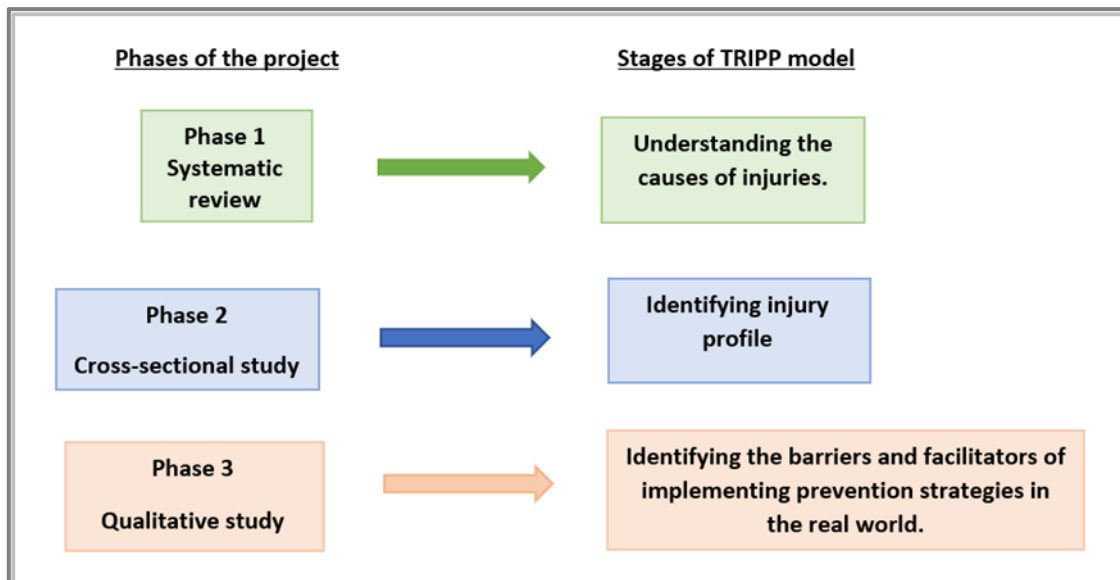 Phases of the project
Stages of TRIPP model
Phase 1
Systematic
review
Understanding the
causes of injuries.
Phase 2
Cross-sectional study
Identifying injury
profile
Phase 3
Qualitative study
Identifying the barriers and facilitators of
implementing prevention strategies in
the real world.